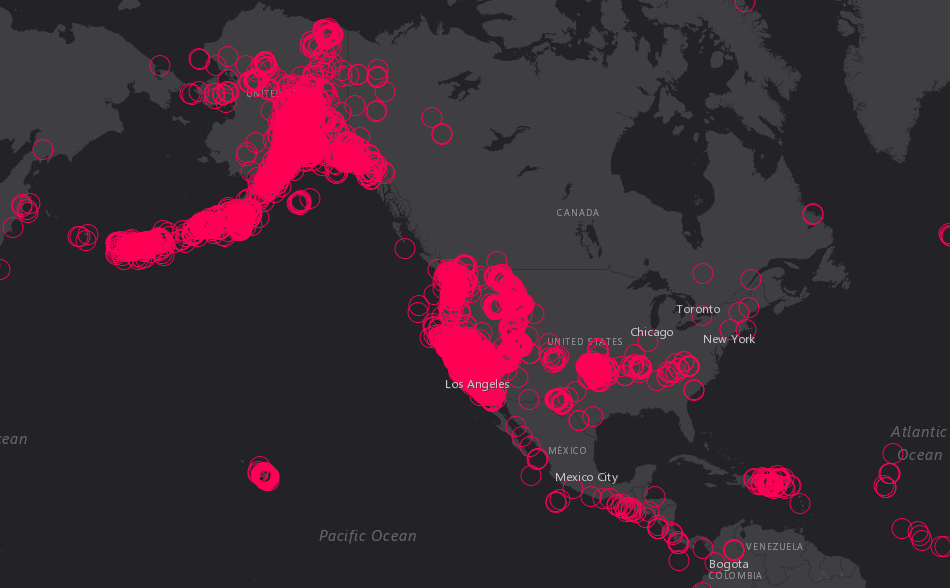 UNITE
CANADA
Toronto
Chicago
New York
UNITED STATES
Los Angeles
Atlantic
Ocean
cean
MÉXICO
Mexico City
Pacific Ocean
VENEZUELA
Bogota
COLOMBIA